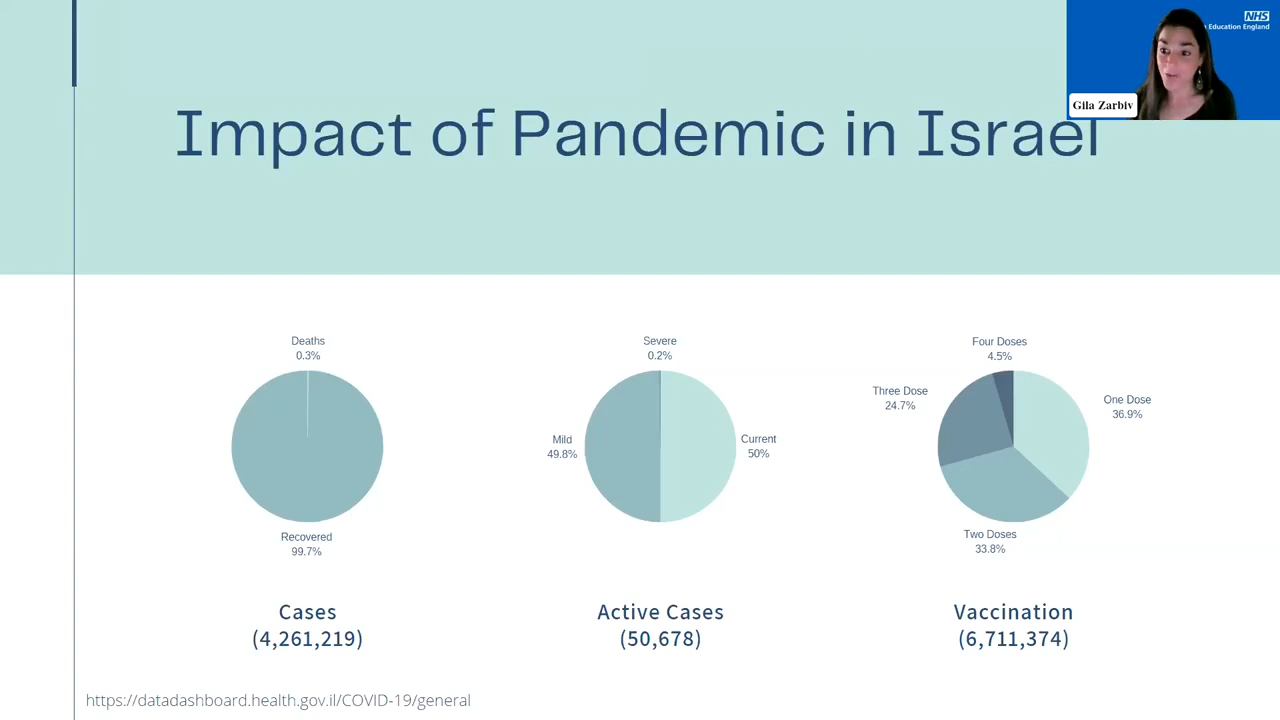 NHS
Education England
Gila Zarbiv
Impact of Pandemic in Israel
Deaths
0.3%
Recovered
99.7%
Cases
(4,261,219)
Severe
0.2%
Mild
49.8%
Current
50%
Active Cases
(50,678)
Four Doses
4.5%
Three Dose
24.7%
One Dose
36.9%
Two Doses
33.8%
Vaccination
(6,711,374)
https://datadashboard.health.gov.il/COVID-19/general